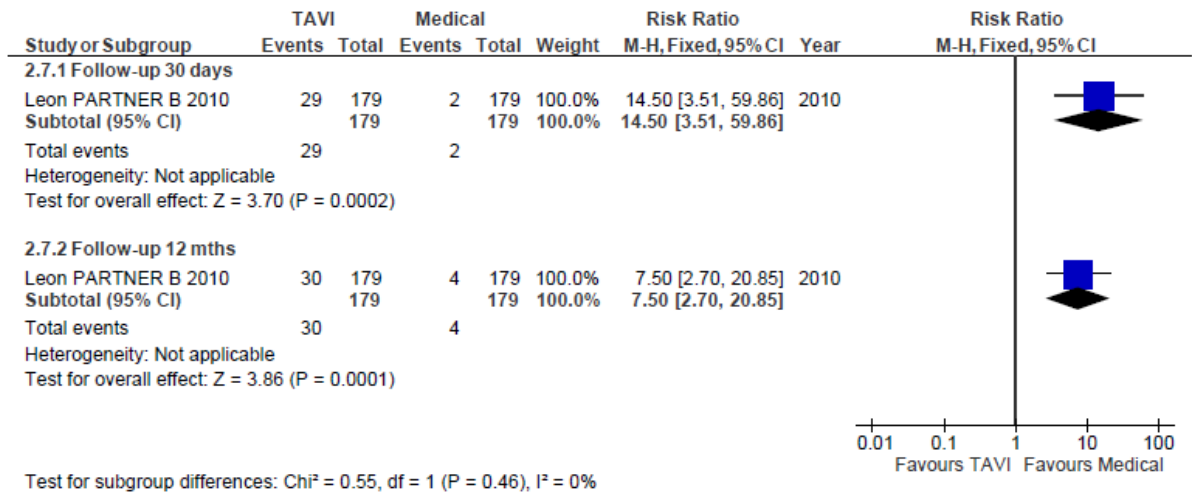 TAVI Medical Risk Ratio Risk Ratio
Study or Subgroup Events Total Events Total Weight M-H, Fixed, 95% CI Year M-H, Fixed, 95% CI
2.7.1 Follow-up 30 days
Leon PARTNER B 2010 29 179 2 179 100.0% 14.50 [3.51, 59.86] 2010
Subtotal (95% CI) 179 179 100.0% 14.50 [3.51, 59.86]
Total events 29 2
Heterogeneity: Not applicable
Test for overall effect: Z = 3.70 (P = 0.0002)
2.7.2 Follow-up 12 mths
Leon PARTNER B 2010 30 179 4 179 100.0% 7.50 [2.70, 20.85] 2010
Subtotal (95% CI) 179 179 100.0% 7.50 [2.70, 20.85]
Total events 30 4
Heterogeneity: Not applicable
Test for overall effect: Z = 3.86 (P = 0.0001)
0.01 0.1 1 10 100
Favours TAVI Favours Medical
Test for subgroup differences: Chi² = 0.55, df = 1 (P = 0.46), I² = 0%